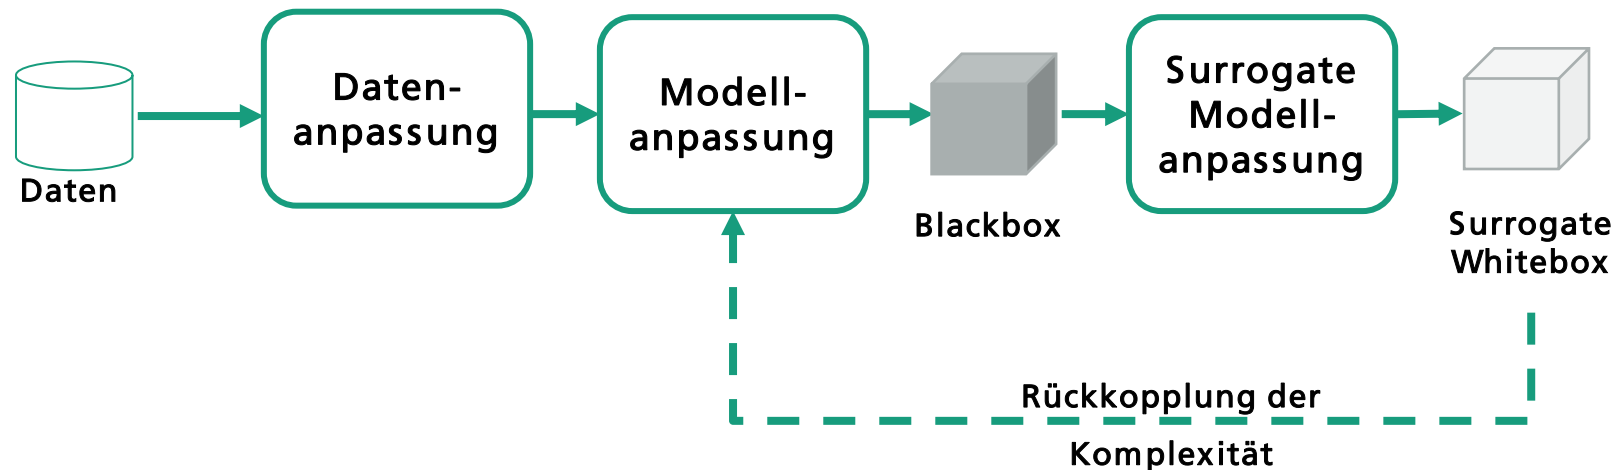 Daten
Daten-
anpassung
Modell-
anpassung
Blackbox
Surrogate
Modell-
anpassung
Surrogate
Whitebox
Rückkopplung der
Komplexität